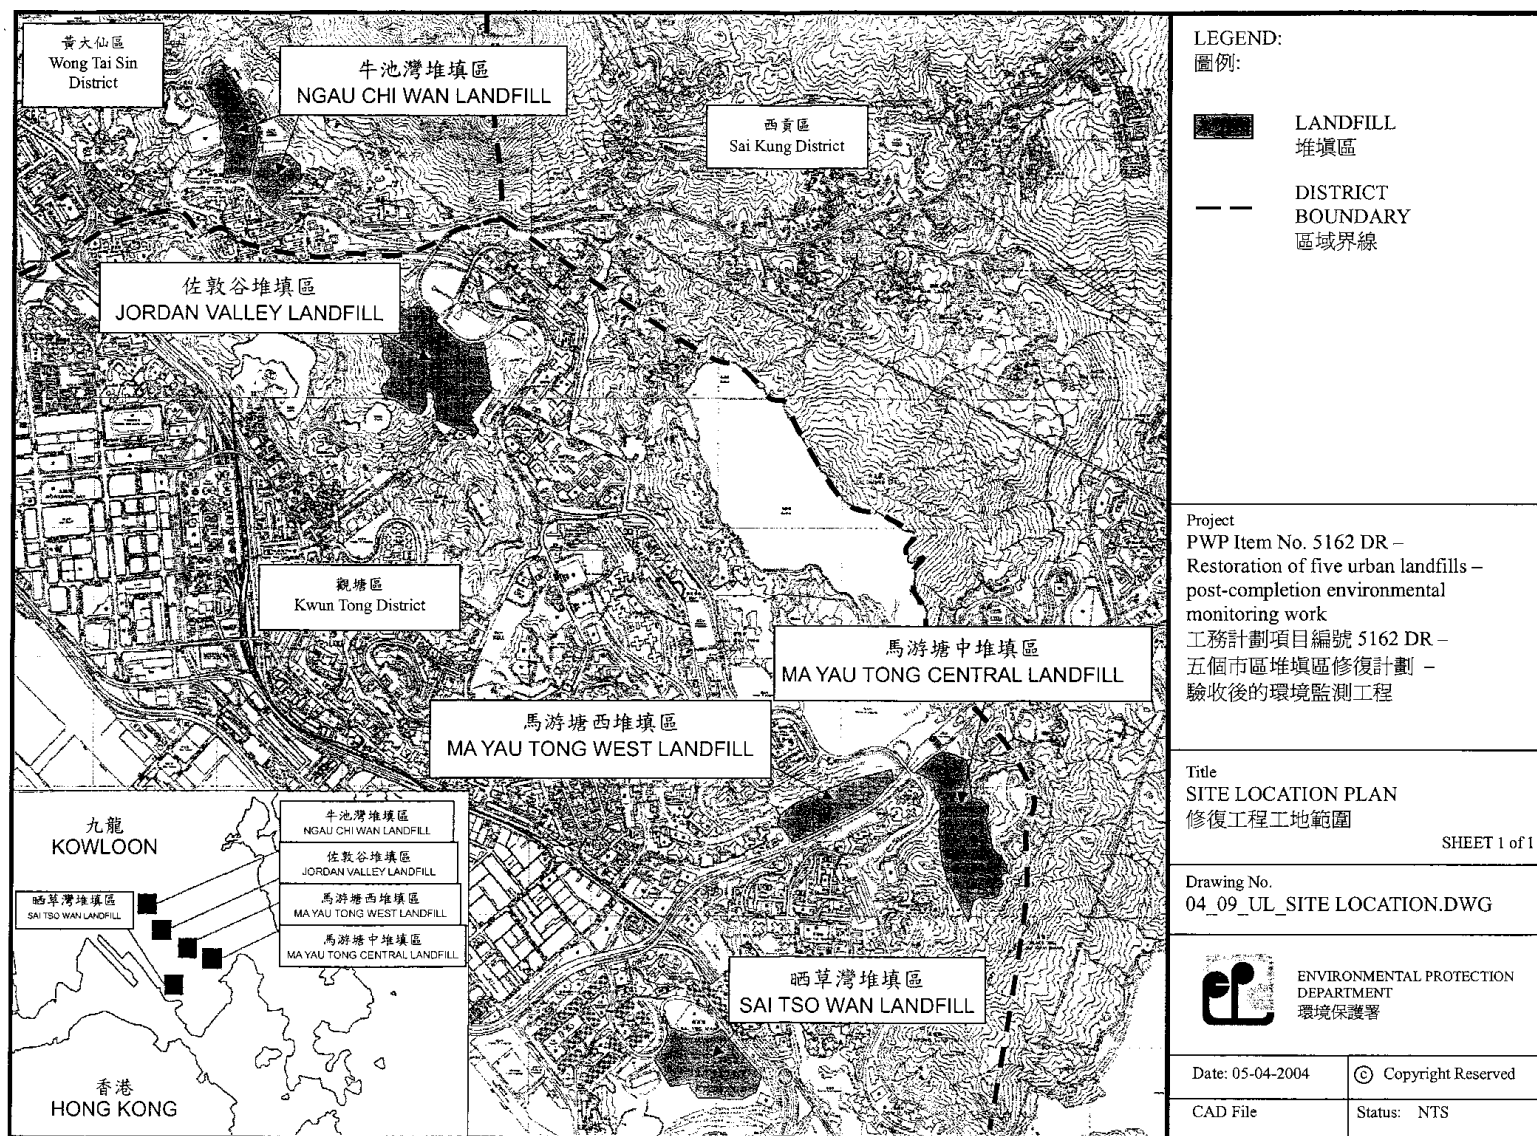 黃大仙區
Wong Tai Sin
District
牛池灣堆填區
NGAU CHI WAN LANDFILL
西貢區
Sai Kung District
佐敦谷堆填區
JORDAN VALLEY LANDFILL
觀塘區
Kwun Tong District
馬游塘中堆填區
MA YAU TONG CENTRAL LANDFILL
馬游塘西堆填區
MA YAU TONG WEST LANDFILL
晒草灣堆填區
SAI TSO WAN LANDFILL
九龍
KOWLOON
牛池灣堆填區
NGAU CHI WAN LANDFILL
佐敦谷堆填區
JORDAN VALLEY LANDFILL
馬游塘西堆填區
MA YAU TONG WEST LANDFILL
馬游塘中堆填區
MA YAU TONG CENTRAL LANDFILL
晒草灣堆填區
SAI TSO WAN LANDFILL
香港
HONG KONG
LEGEND:
圖例:
LANDFILL
堆填區
DISTRICT
BOUNDARY
區域界線
Project
PWP Item No. 5162 DR –
Restoration of five urban landfills –
post-completion environmental
monitoring work
工務計劃項目編號 5162 DR –
五個市區堆填區修復計劃 –
驗收後的環境監測工程
Title
SITE LOCATION PLAN
修復工程工地範圍
SHEET 1 of 1
Drawing No.
04_09_UL_SITE LOCATION.DWG
ENVIRONMENTAL PROTECTION
DEPARTMENT
環境保護署
Date: 05-04-2004
© Copyright Reserved
CAD File
Status: NTS